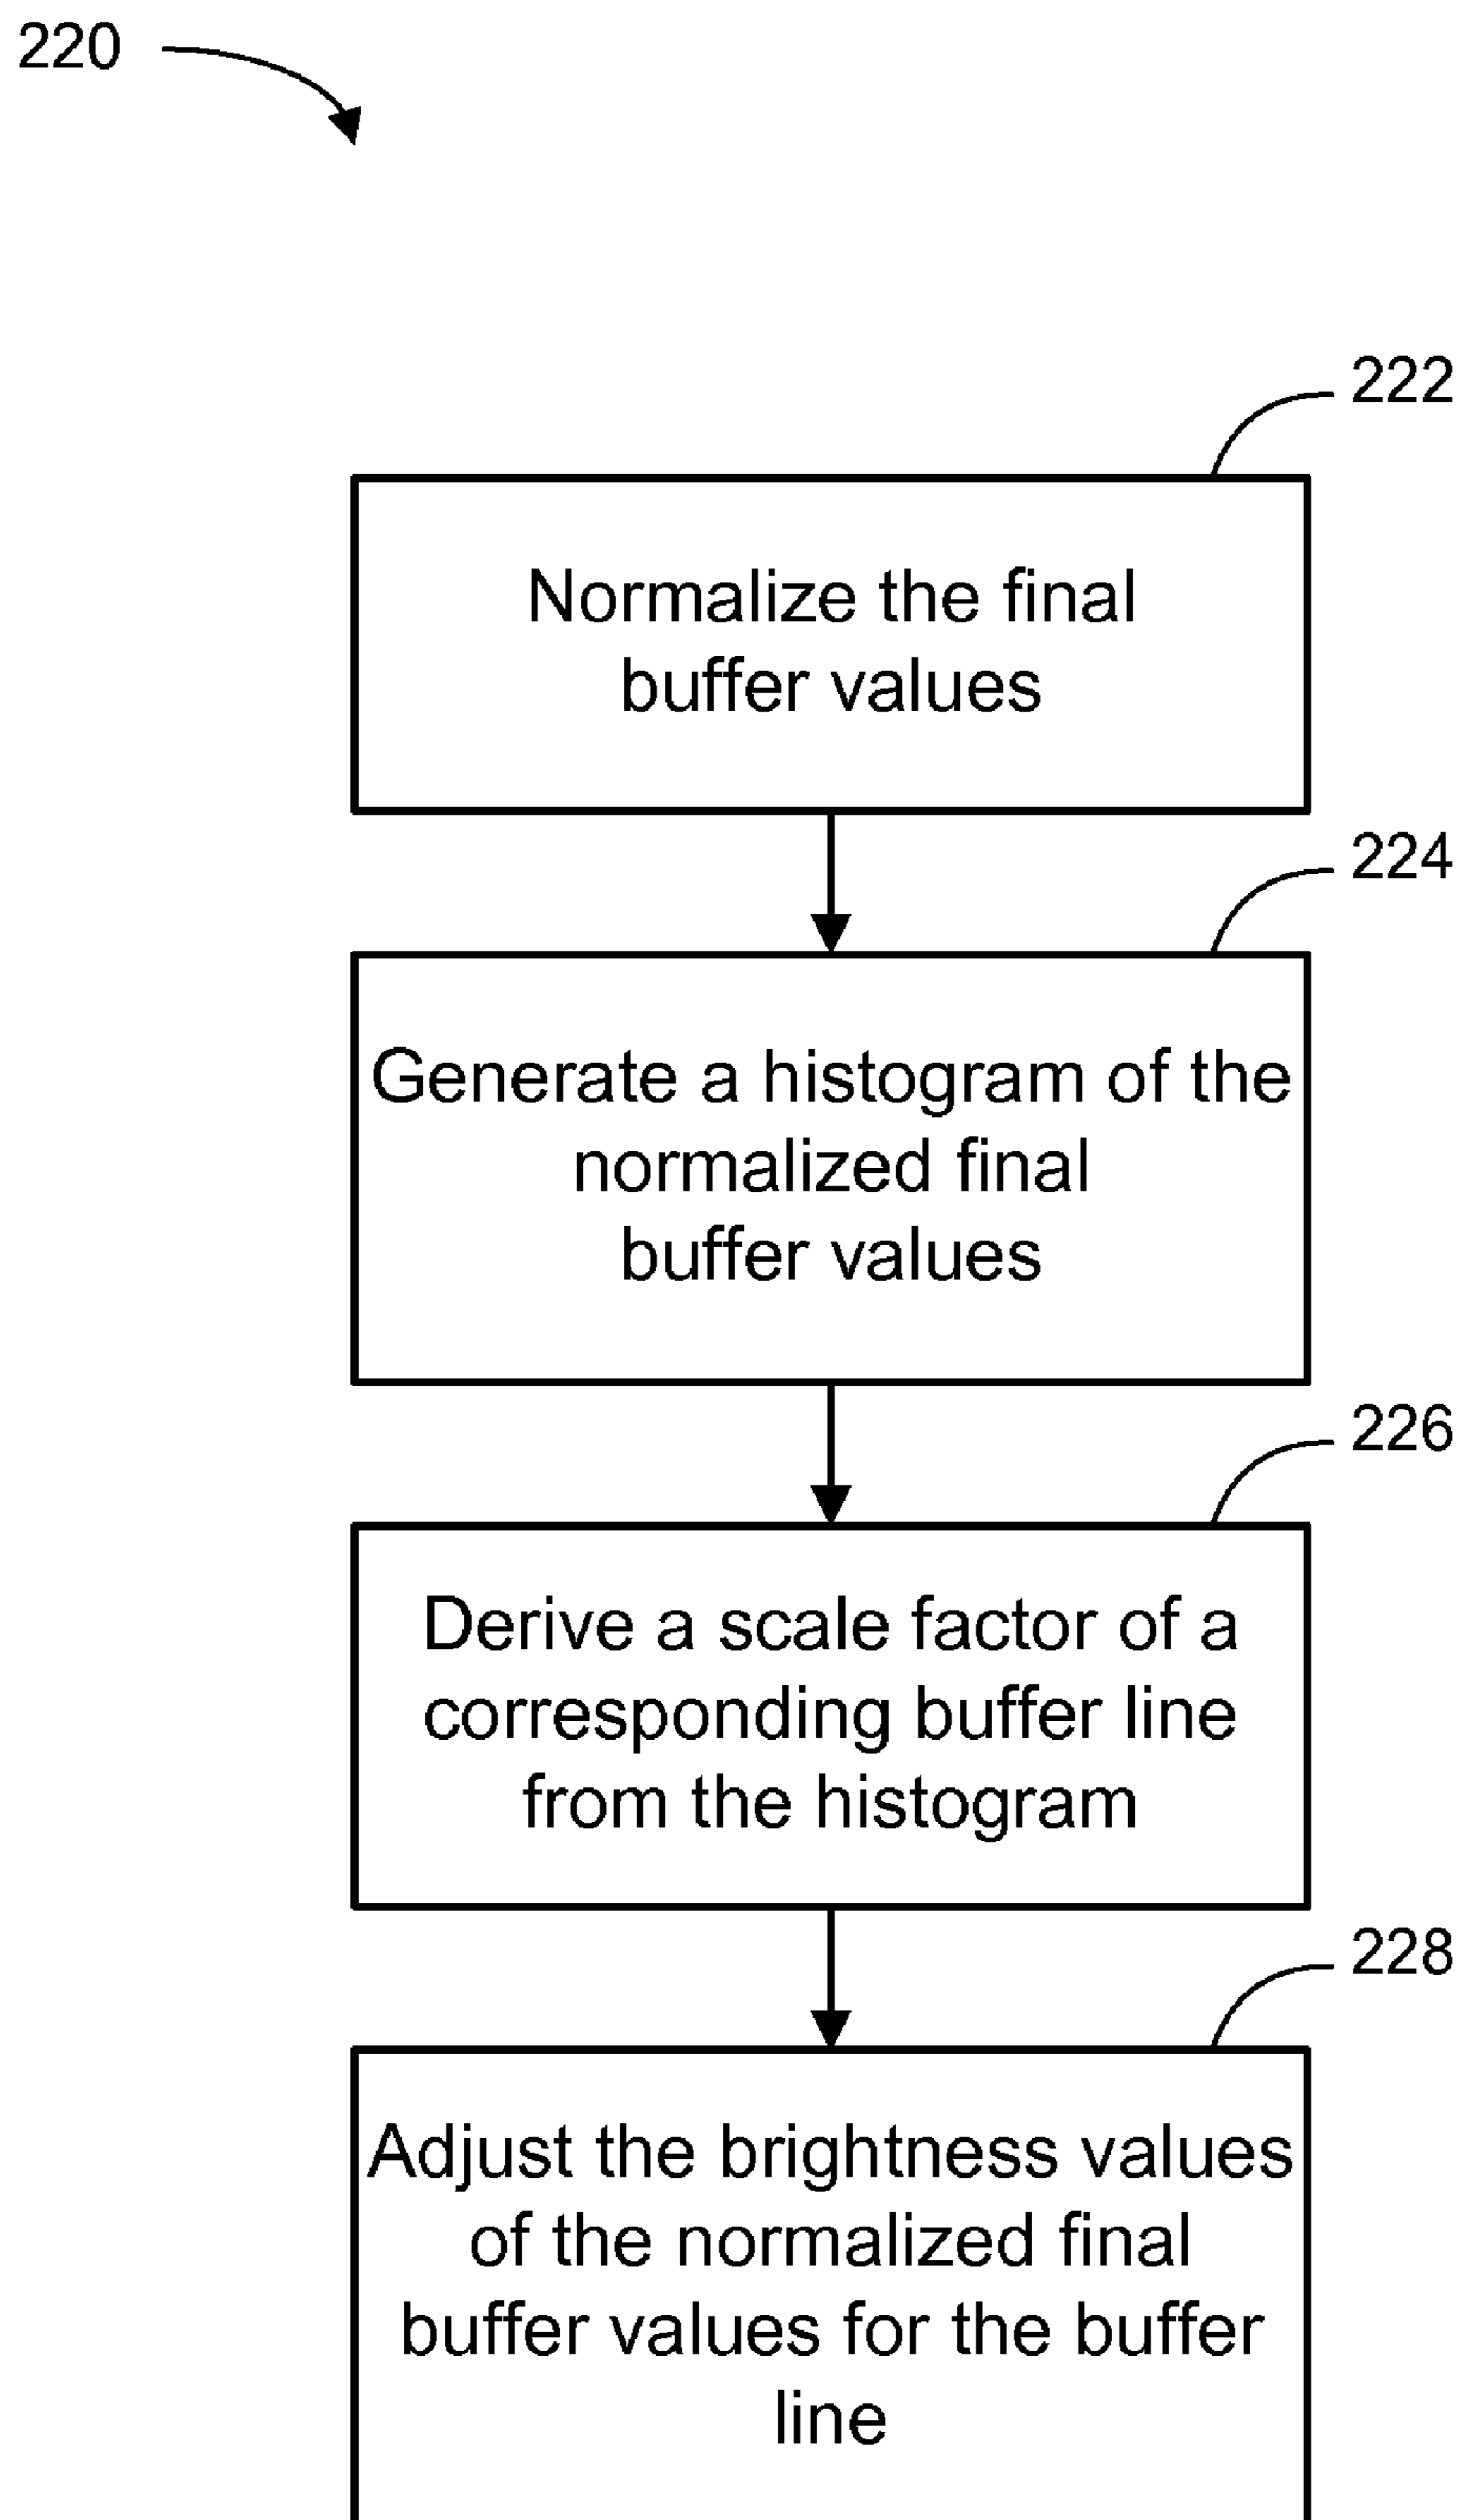 220
222
Normalize the final
buffer values
224
Generate a histogram of the
normalized final
buffer values
226
Derive a scale factor of a
corresponding buffer line
from the histogram
228
Adjust the brightness values
of the normalized final
buffer values for the buffer
line